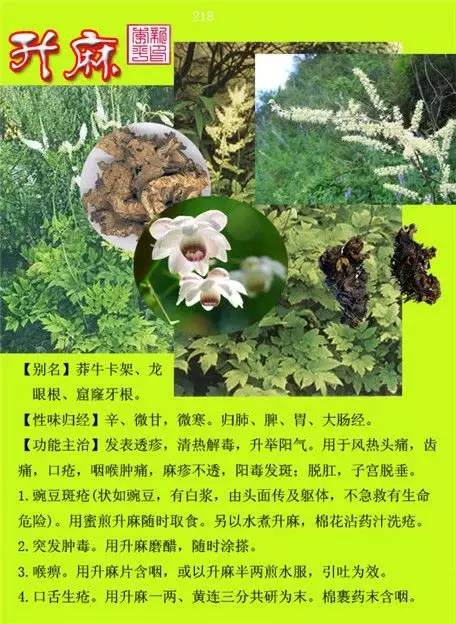 218
升麻
【别名】莽牛卡架、龙
眼根、窟窿牙根。
【性味归经】辛、微甘，微寒。归肺、脾、胃、大肠经。
【功能主治】发表透疹，清热解毒，升举阳气。用于风热头痛，齿
痛，口疮，咽喉肿痛，麻疹不透，阳毒发斑；脱肛，子宫脱垂。
1.豌豆斑疮(状如豌豆，有白浆，由头面传及躯体，不急救有生命
危险)。用蜜煎升麻随时取食。另以水煮升麻，棉花沾药汁洗疮。
2.突发肿毒。用升麻磨醋，随时涂搽。
3.喉痹。用升麻片含咽，或以升麻半两煎水服，引吐为效。
4.口舌生疮。用升麻一两、黄连三分共研为末。棉裹药末含咽。